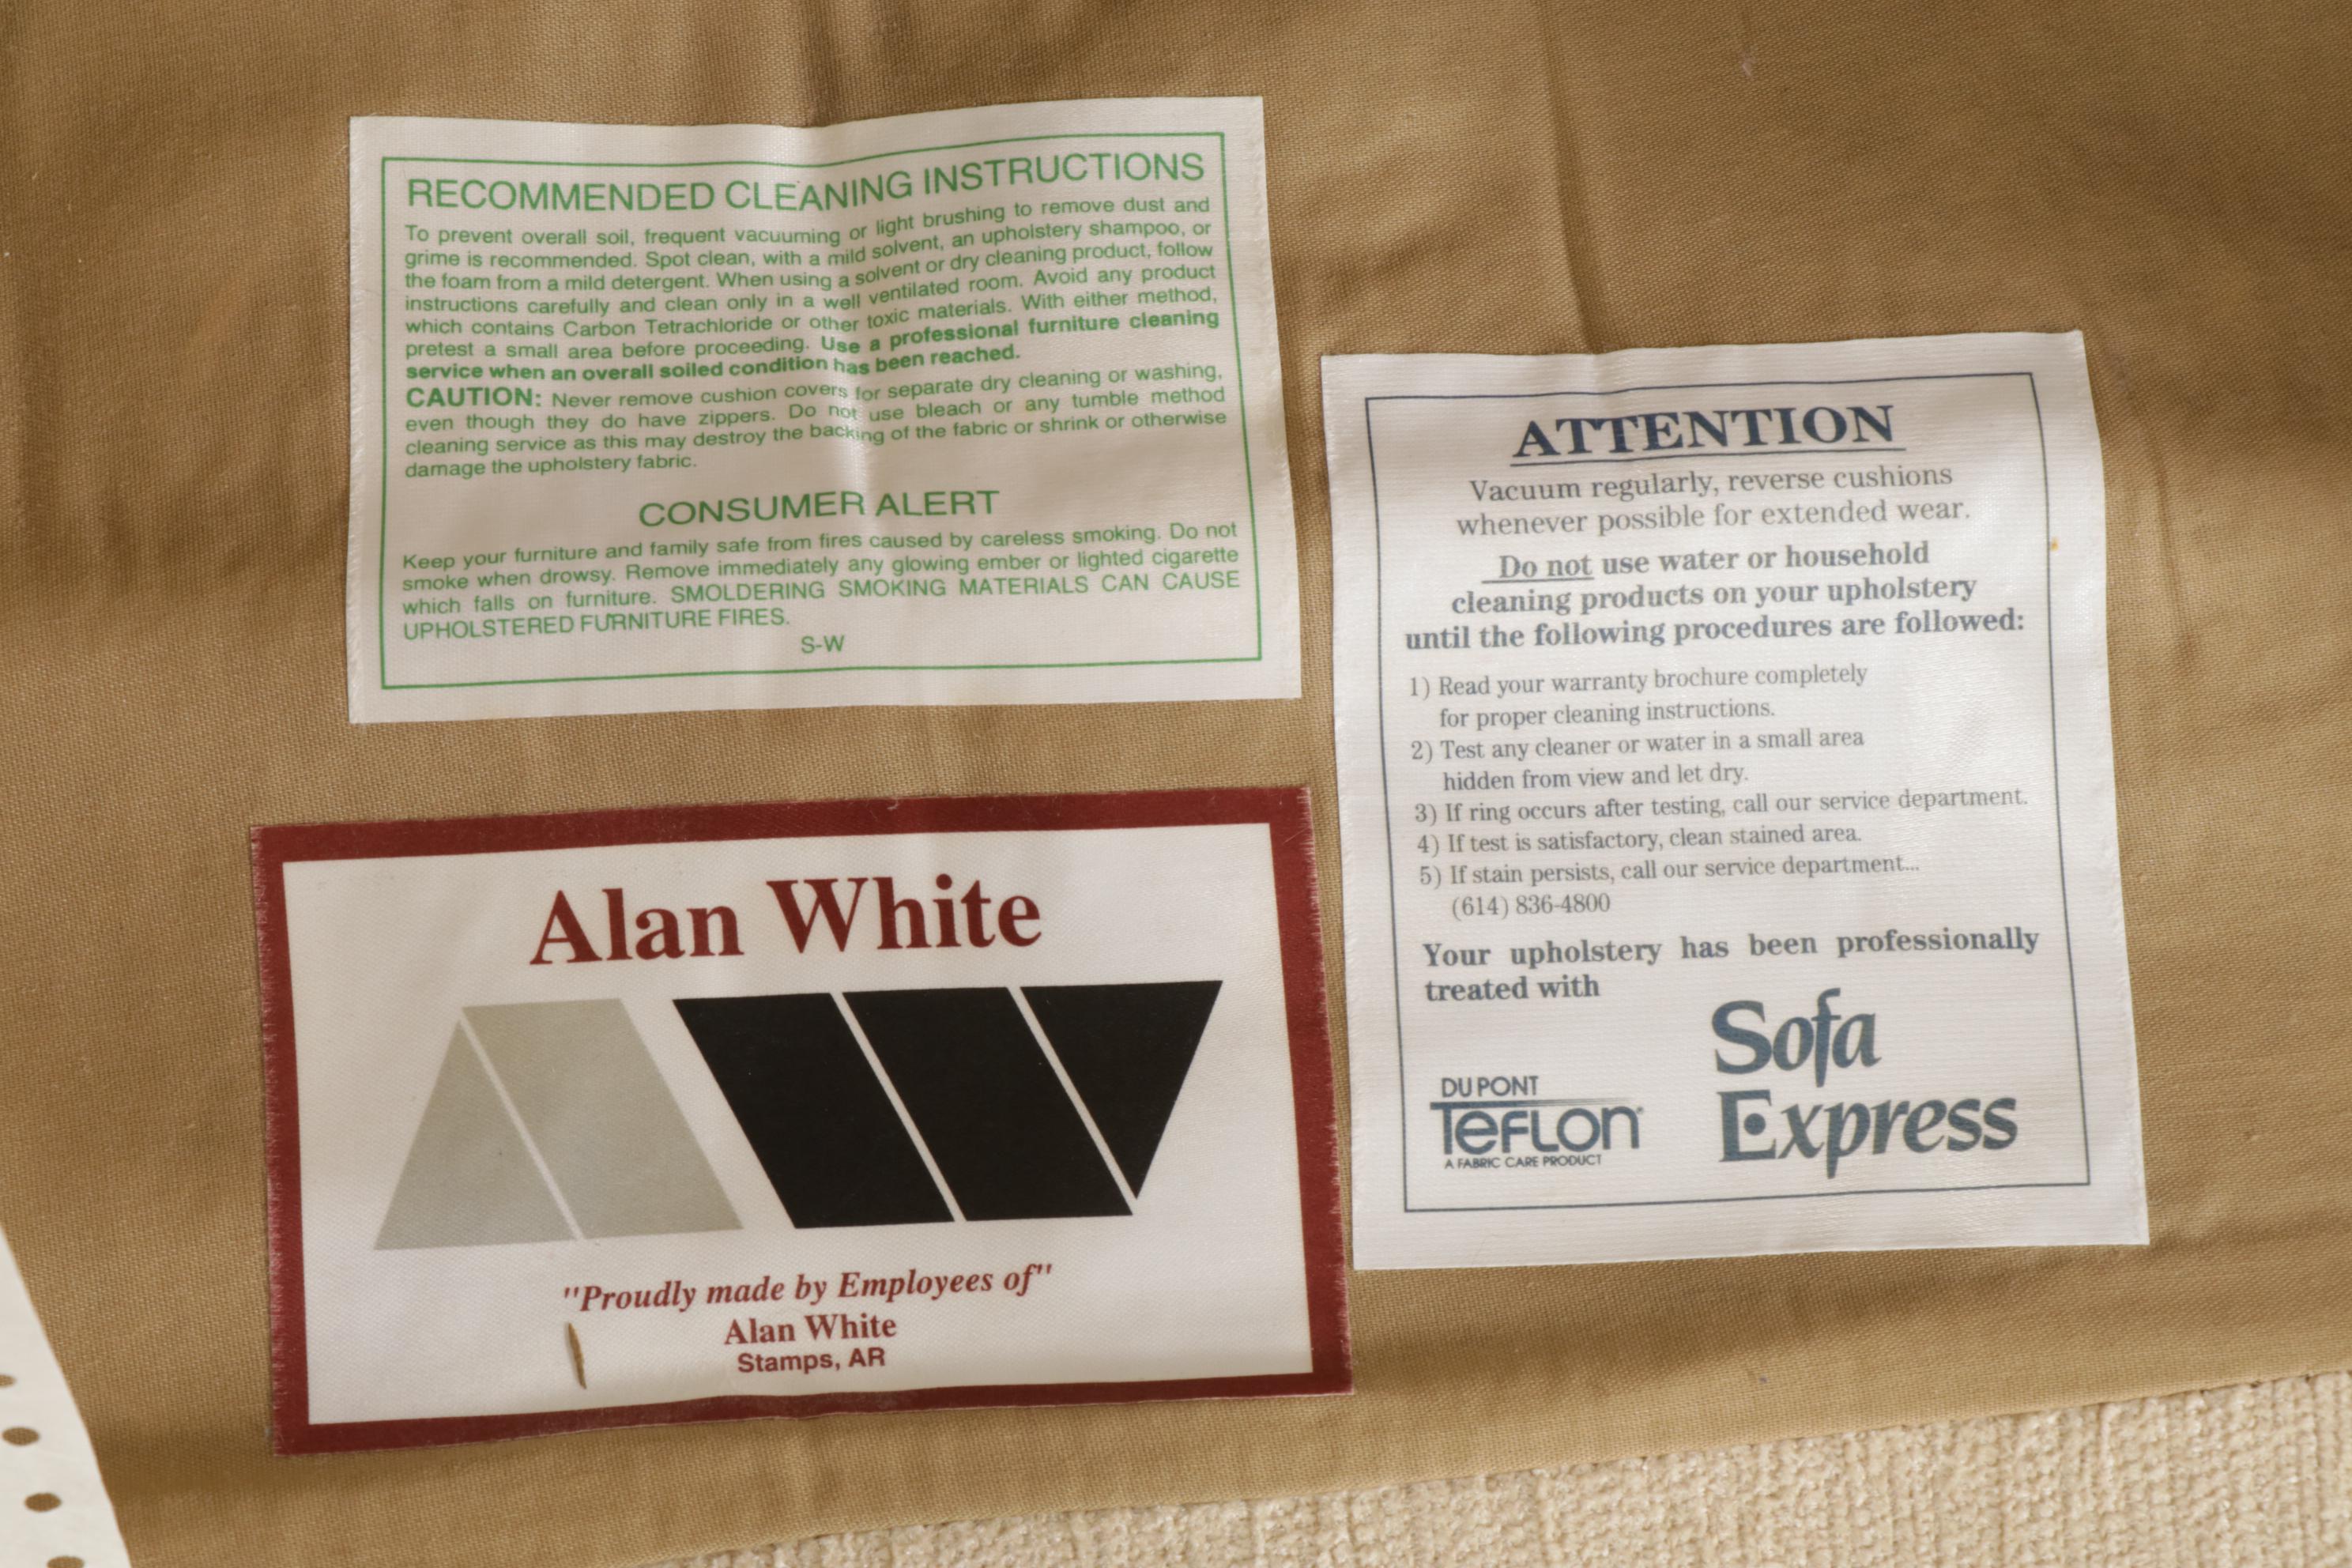 RECOMMENDED CLEANING INSTRUCTIONS
To prevent overall soil, frequent vacuuming or light brushing to remove dust and
grime is recommended. Spot clean, with a mild solvent, an upholstery shampoo, or
the foam from a mild detergent. When using a solvent or dry cleaning product, follow
instructions carefully and clean only in a well ventilated room. Avoid any product
which contains Carbon Tetrachloride or other toxic materials. With either method,
pretest a small area before proceeding. Use a professional furniture cleaning
service when an overall soiled condition has been reached.
CAUTION: Never remove cushion covers for separate dry cleaning or washing,
even though they do have zippers. Do not use bleach or any tumble method
cleaning service as this may destroy the backing of the fabric or shrink or otherwise
damage the upholstery fabric.
CONSUMER ALERT
Keep your furniture and family safe from fires caused by careless smoking. Do not
smoke when drowsy. Remove immediately any glowing ember or lighted cigarette
which falls on furniture. SMOLDERING SMOKING MATERIALS CAN CAUSE
UPHOLSTERED FURNITURE FIRES.
S-W
Alan White
"Proudly made by Employees of"
Alan White
Stamps, AR
ATTENTION
Vacuum regularly, reverse cushions
whenever possible for extended wear.
Do not use water or household
cleaning products on your upholstery
until the following procedures are followed:
1) Read your warranty brochure completely
for proper cleaning instructions.
2) Test any cleaner or water in a small area
hidden from view and let dry.
3) If ring occurs after testing, call our service department.
4) If test is satisfactory, clean stained area.
5) If stain persists, call our service department...
(614) 836-4800
Your upholstery has been professionally
treated with
Sofa
Express
DU PONT
TEFLON®
A FABRIC CARE PRODUCT